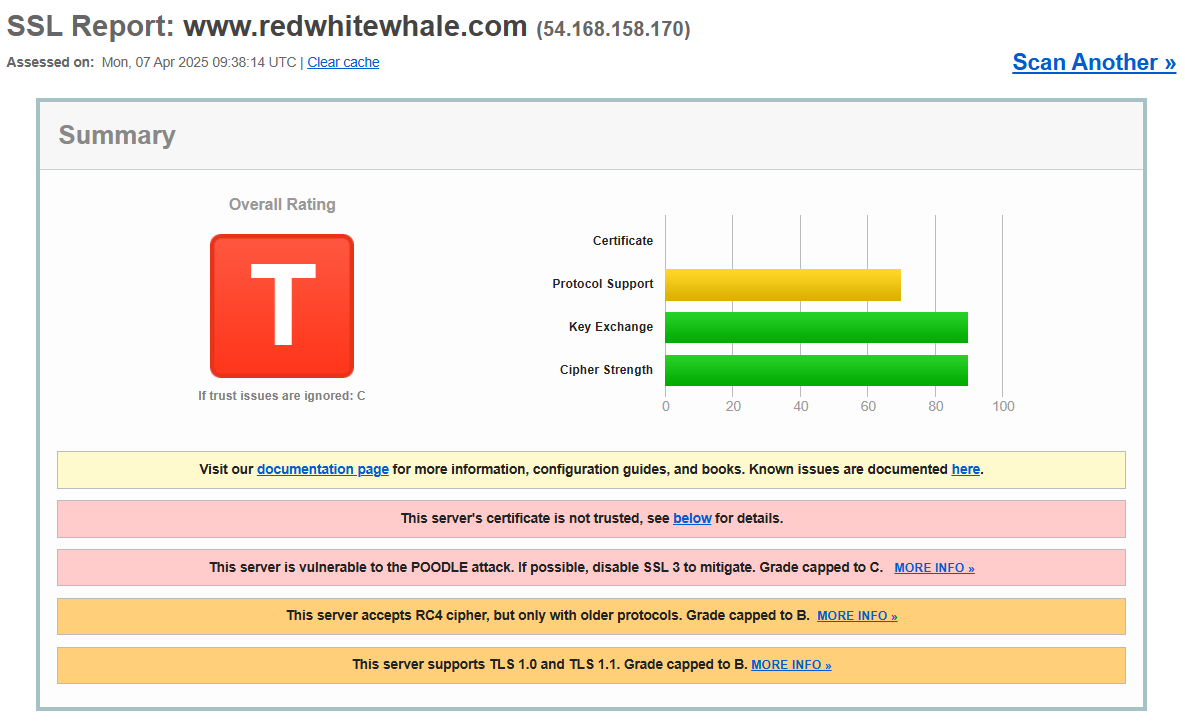 SSL Report: www.redwhitewhale.com (54.168.158.170)
Assessed on: Mon, 07 Apr 2025 09:38:14 UTC | Clear cache
Scan Another »
Summary
Overall Rating
T
If trust issues are ignored: C
Certificate
Protocol Support
Key Exchange
Cipher Strength
0 20 40 60 80 100
Visit our documentation page for more information, configuration guides, and books. Known issues are documented here.
This server's certificate is not trusted, see below for details.
This server is vulnerable to the POODLE attack. If possible, disable SSL 3 to mitigate. Grade capped to C. MORE INFO »
This server accepts RC4 cipher, but only with older protocols. Grade capped to B. MORE INFO »
This server supports TLS 1.0 and TLS 1.1. Grade capped to B. MORE INFO »